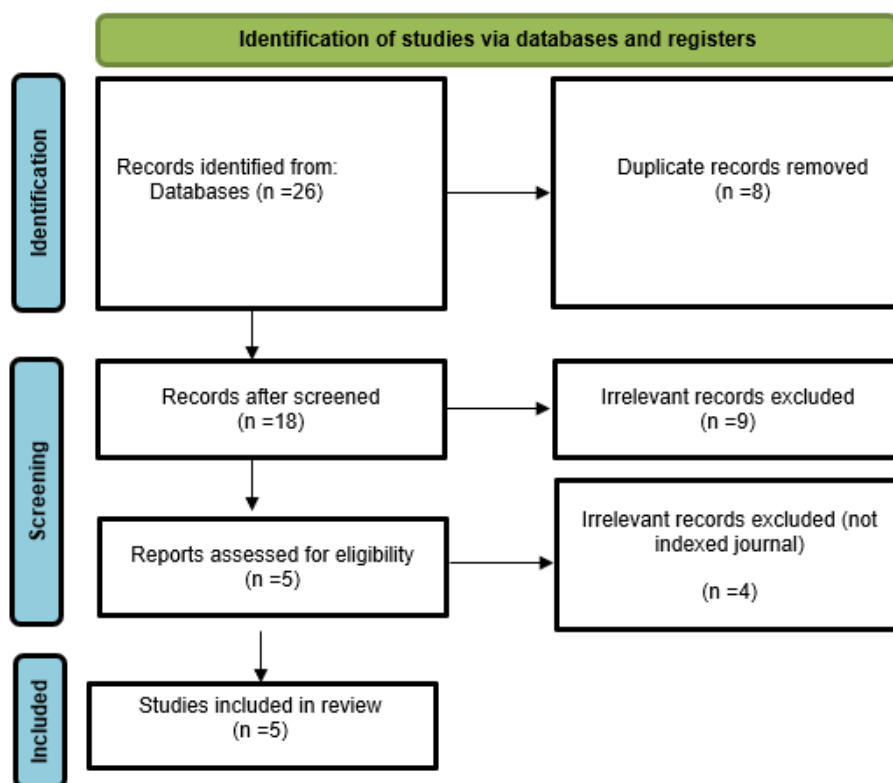 Identification of studies via databases and registers
Identification
Records identified from:
Databases (n =26)
Duplicate records removed
(n =8)
Screening
Records after screened
(n =18)
Irrelevant records excluded
(n =9)
Reports assessed for eligibility
(n =5)
Irrelevant records excluded (not
indexed journal)
(n =4)
Included
Studies included in review
(n =5)